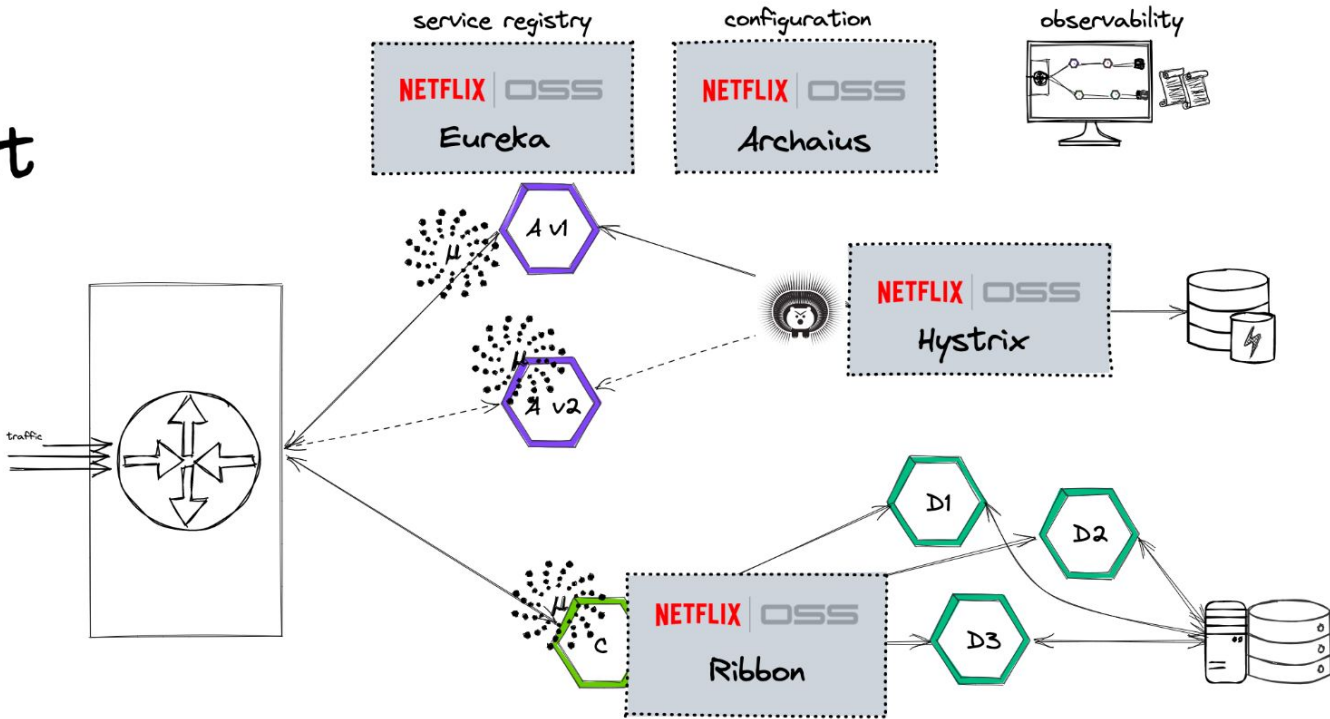 service registry
configuration
observability
NETFLIX OSS
Eureka
NETFLIX OSS
Archaius
t
A v1
μ
NETFLIX OSS
Hystrix
μ
A v2
traffic
D1
D2
μ
C
NETFLIX OSS
Ribbon
D3